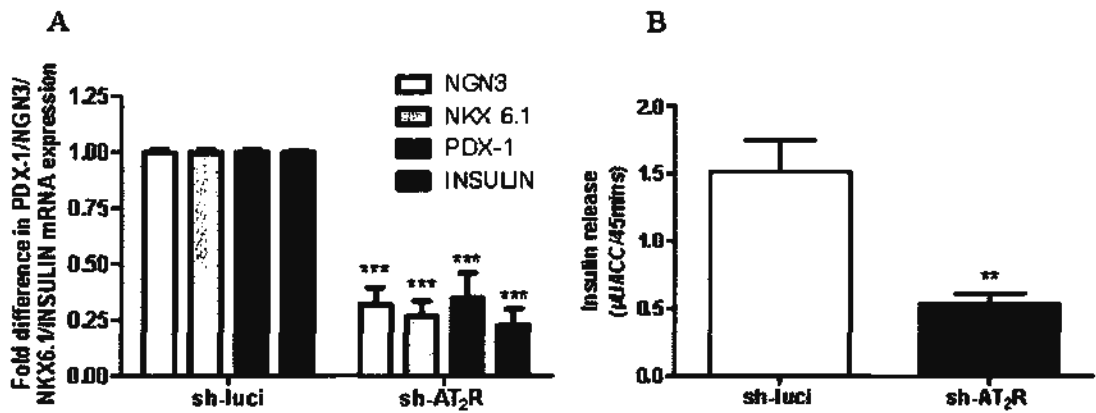 A
Fold difference in PDX-1/NGN3/
NKX6.1/INSULIN mRNA expression
1.25
1.00
0.75
0.50
0.25
0.00
NGN3
NKX 6.1
PDX-1
INSULIN
***
***
***
***
sh-luci
sh-AT₂R
B
Insulin release
(µU/ICC/45mins)
2.0
1.5
1.0
0.5
0.0
**
sh-luci
sh-AT₂R